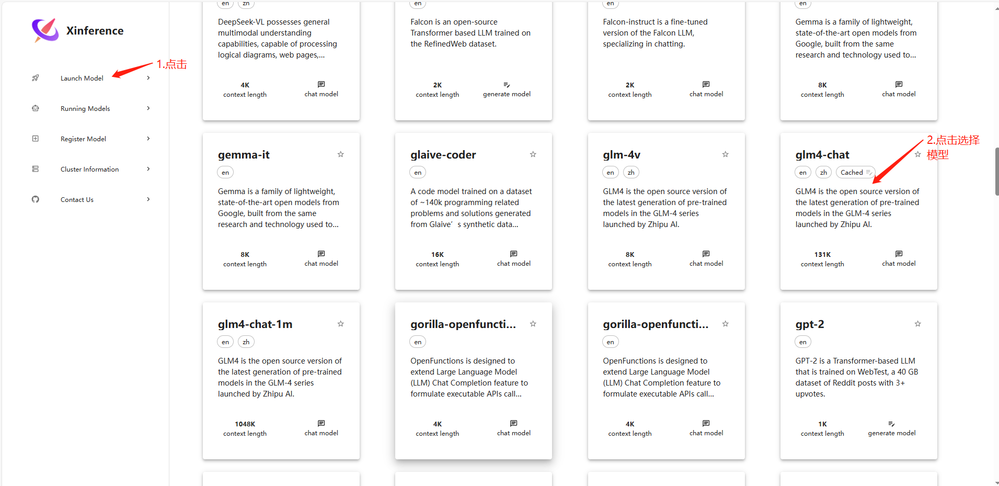 Xinference
1.点击
Launch Model
Running Models
Register Model
Cluster Information
Contact Us
en
zh
DeepSeek-VL possesses general
multimodal understanding
capabilities, capable of processing
logical diagrams, web pages,...
4K
context length
chat model
en
Falcon is an open-source
Transformer based LLM trained on
the RefinedWeb dataset.
2K
context length
generate model
en
Falcon-instruct is a fine-tuned
version of the Falcon LLM,
specializing in chatting.
2K
context length
chat model
en
Gemma is a family of lightweight,
state-of-the-art open models from
Google, built from the same
research and technology used to...
8K
context length
chat model
gemma-it
en
Gemma is a family of lightweight,
state-of-the-art open models from
Google, built from the same
research and technology used to...
8K
context length
chat model
glaive-coder
en
A code model trained on a dataset
of ~140k programming related
problems and solutions generated
from Glaive’s synthetic data...
16K
context length
chat model
glm-4v
en
zh
GLM4 is the open source version of
the latest generation of pre-trained
models in the GLM-4 series
launched by Zhipu AI.
8K
context length
chat model
2.点击选择
模型
glm4-chat
en
zh
Cached
GLM4 is the open source version of
the latest generation of pre-trained
models in the GLM-4 series
launched by Zhipu AI.
131K
context length
chat model
glm4-chat-1m
en
zh
GLM4 is the open source version of
the latest generation of pre-trained
models in the GLM-4 series
launched by Zhipu AI.
1048K
context length
chat model
gorilla-openfuncti...
en
OpenFunctions is designed to
extend Large Language Model
(LLM) Chat Completion feature to
formulate executable APIs call...
4K
context length
chat model
gorilla-openfuncti...
en
OpenFunctions is designed to
extend Large Language Model
(LLM) Chat Completion feature to
formulate executable APIs call...
4K
context length
chat model
gpt-2
en
GPT-2 is a Transformer-based LLM
that is trained on WebTest, a 40 GB
dataset of Reddit posts with 3+
upvotes.
1K
context length
generate model